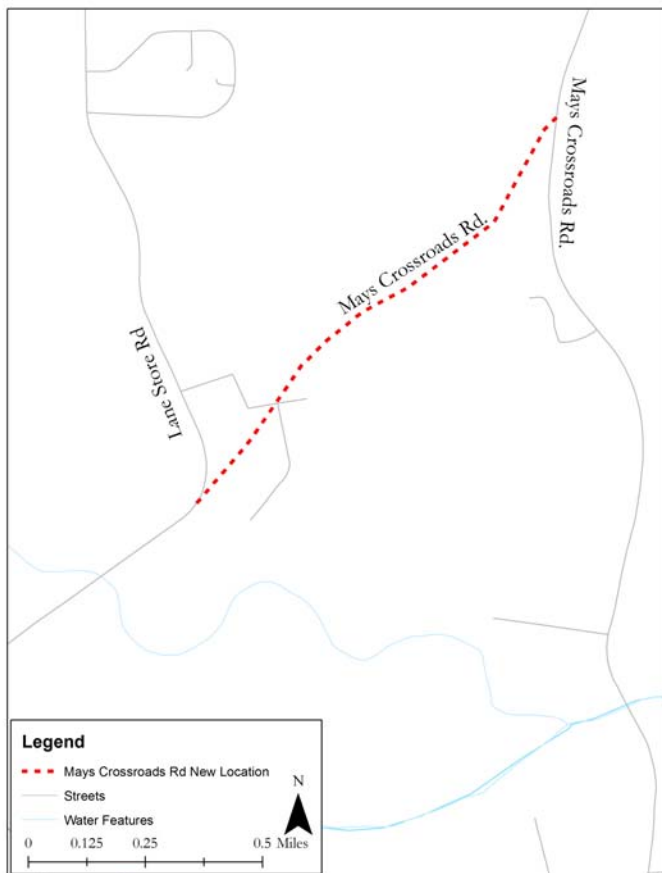 Mays Crossroads Rd.
Mays Crossroads Rd.
Lane Store Rd
Legend
Mays Crossroads Rd New Location
Streets
Water Features
N
0 0.125 0.25 0.5 Miles